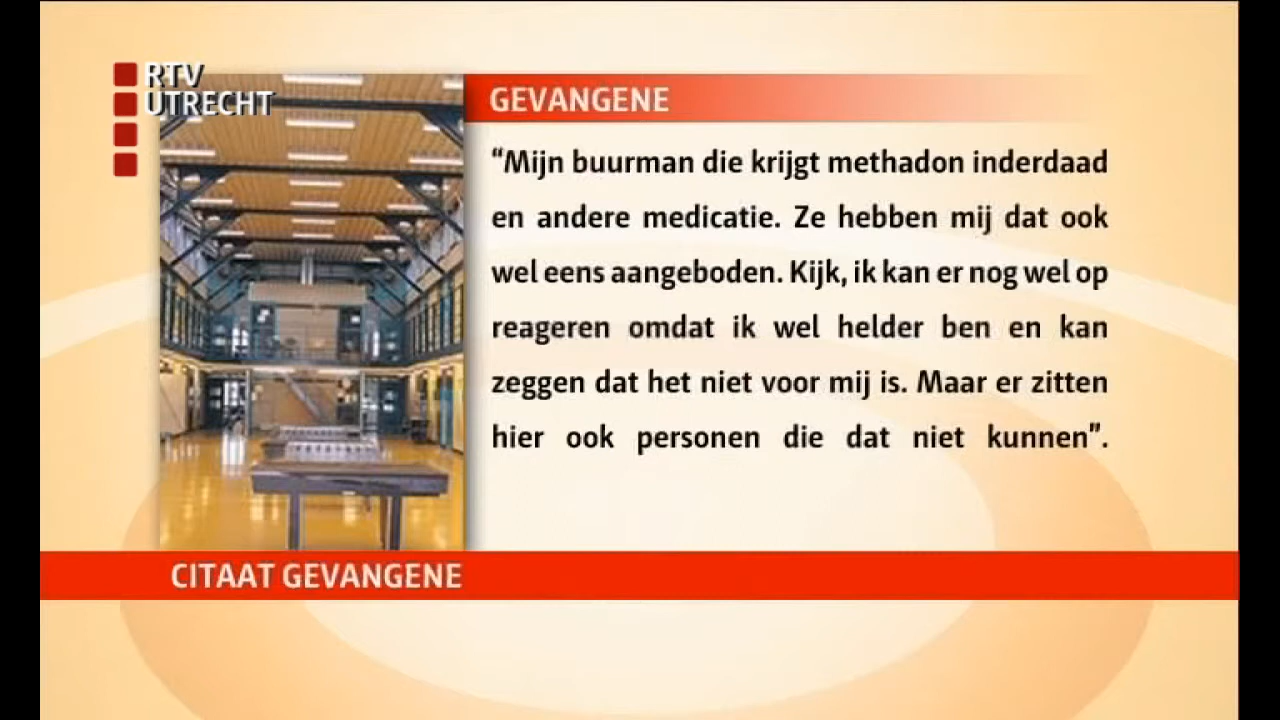 RTV
UTRECHT
GEVANGENE
“Mijn buurman die krijgt methadon inderdaad
en andere medicatie. Ze hebben mij dat ook
wel eens aangeboden. Kijk, ik kan er nog wel op
reageren omdat ik wel helder ben en kan
zeggen dat het niet voor mij is. Maar er zitten
hier ook personen die dat niet kunnen”.
CITAAT GEVANGENE